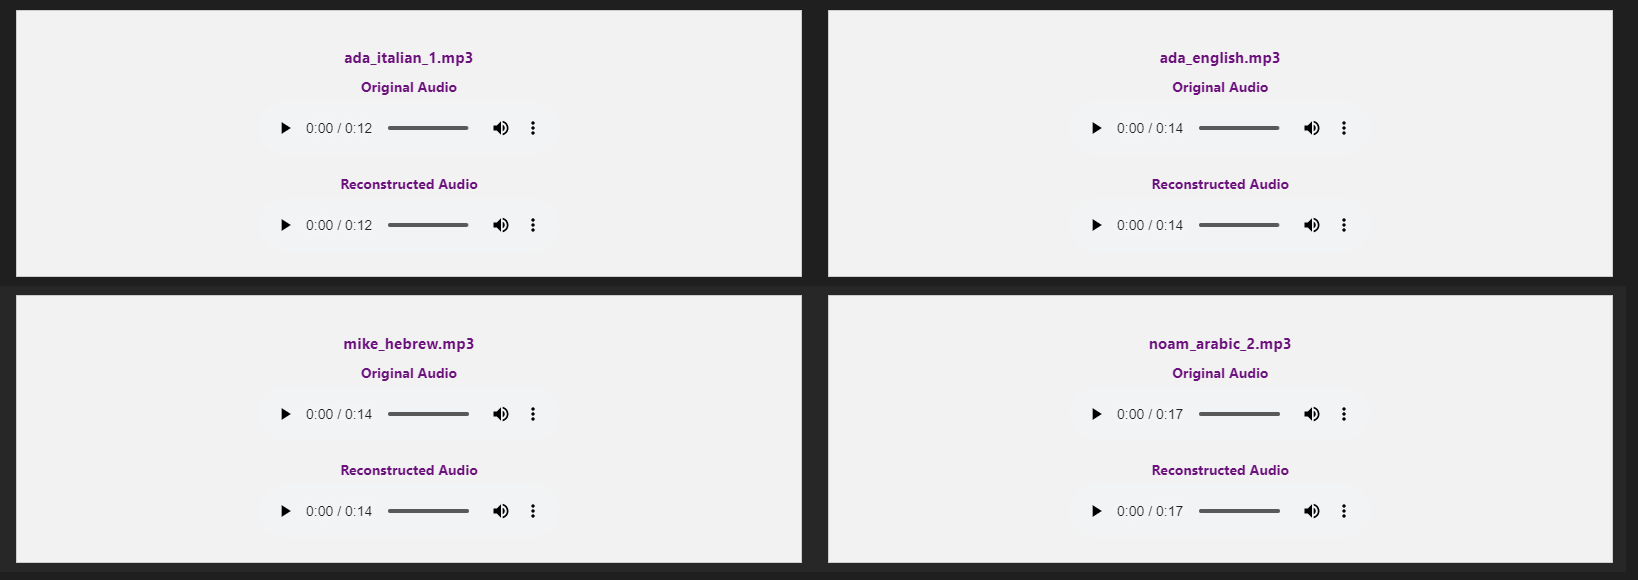 ada_italian_1.mp3
Original Audio
0:00 / 0:12
Reconstructed Audio
0:00 / 0:12
ada_english.mp3
Original Audio
0:00 / 0:14
Reconstructed Audio
0:00 / 0:14
mike_hebrew.mp3
Original Audio
0:00 / 0:14
Reconstructed Audio
0:00 / 0:14
noam_arabic_2.mp3
Original Audio
0:00 / 0:17
Reconstructed Audio
0:00 / 0:17